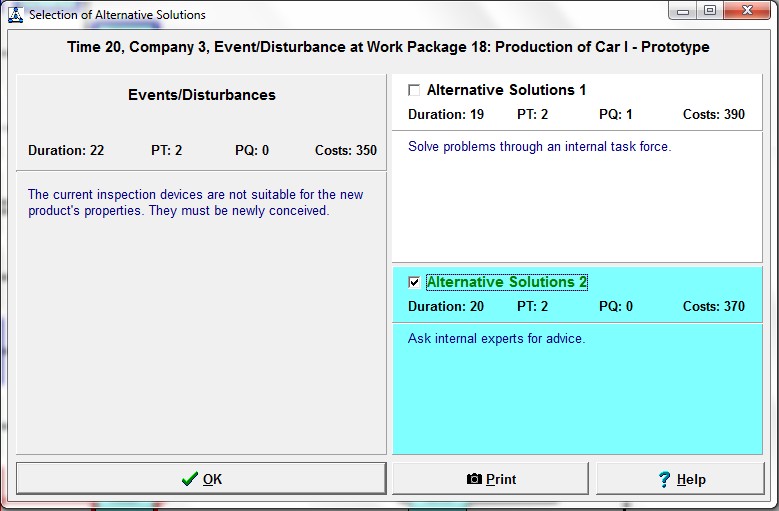 Selection of Alternative Solutions
Time 20, Company 3, Event/Disturbance at Work Package 18: Production of Car I - Prototype
Events/Disturbances
Duration: 22 PT: 2 PQ: 0 Costs: 350
The current inspection devices are not suitable for the new
product's properties. They must be newly conceived.
Alternative Solutions 1
Duration: 19 PT: 2 PQ: 1 Costs: 390
Solve problems through an internal task force.
Alternative Solutions 2
Duration: 20 PT: 2 PQ: 0 Costs: 370
Ask internal experts for advice.
OK
Print
Help